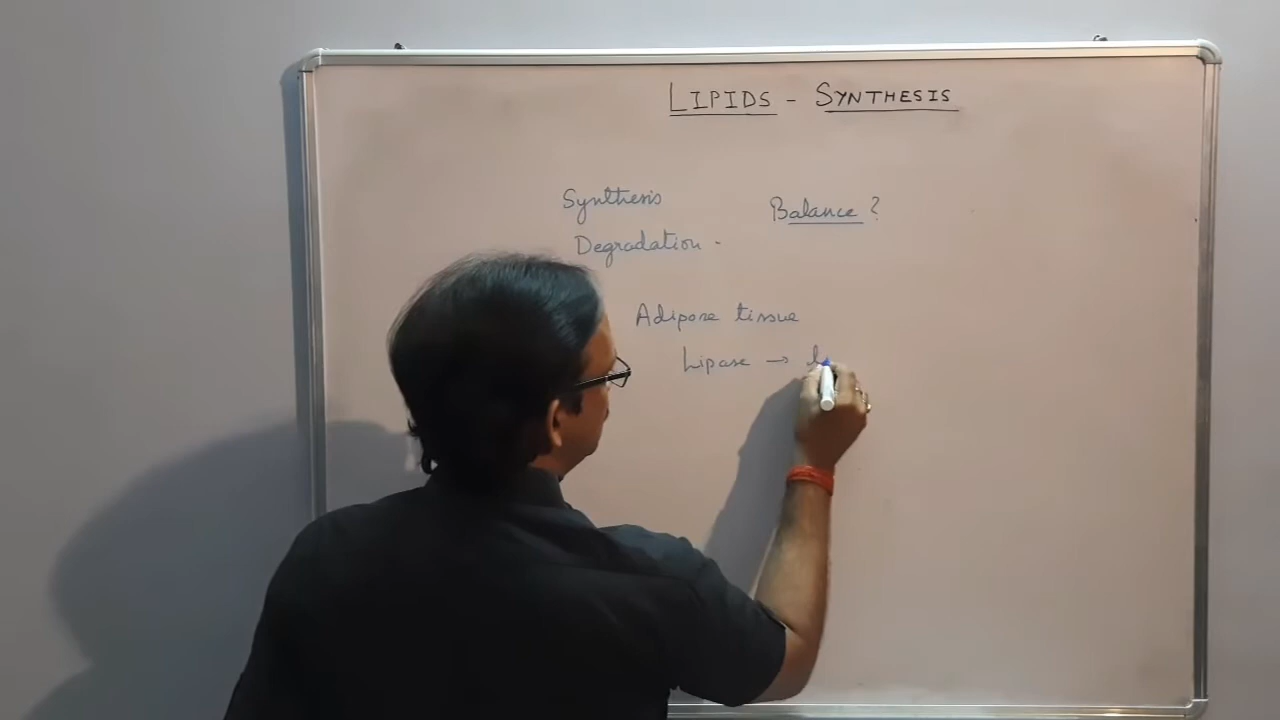 LIPIDS - SYNTHESIS
Synthesis
Balance ?
Degradation -
Adipose tissue
Lipase →